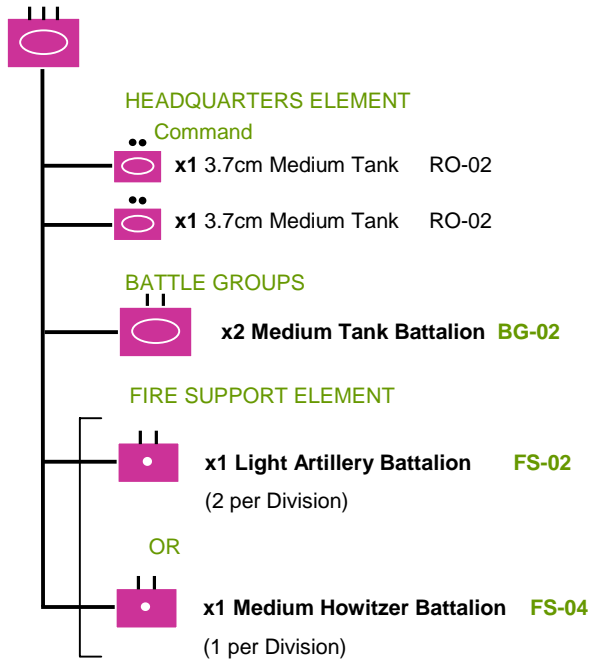 HEADQUARTERS ELEMENT
Command
x1 3.7cm Medium Tank RO-02
x1 3.7cm Medium Tank RO-02
BATTLE GROUPS
x2 Medium Tank Battalion BG-02
FIRE SUPPORT ELEMENT
x1 Light Artillery Battalion FS-02
(2 per Division)
OR
x1 Medium Howitzer Battalion FS-04
(1 per Division)